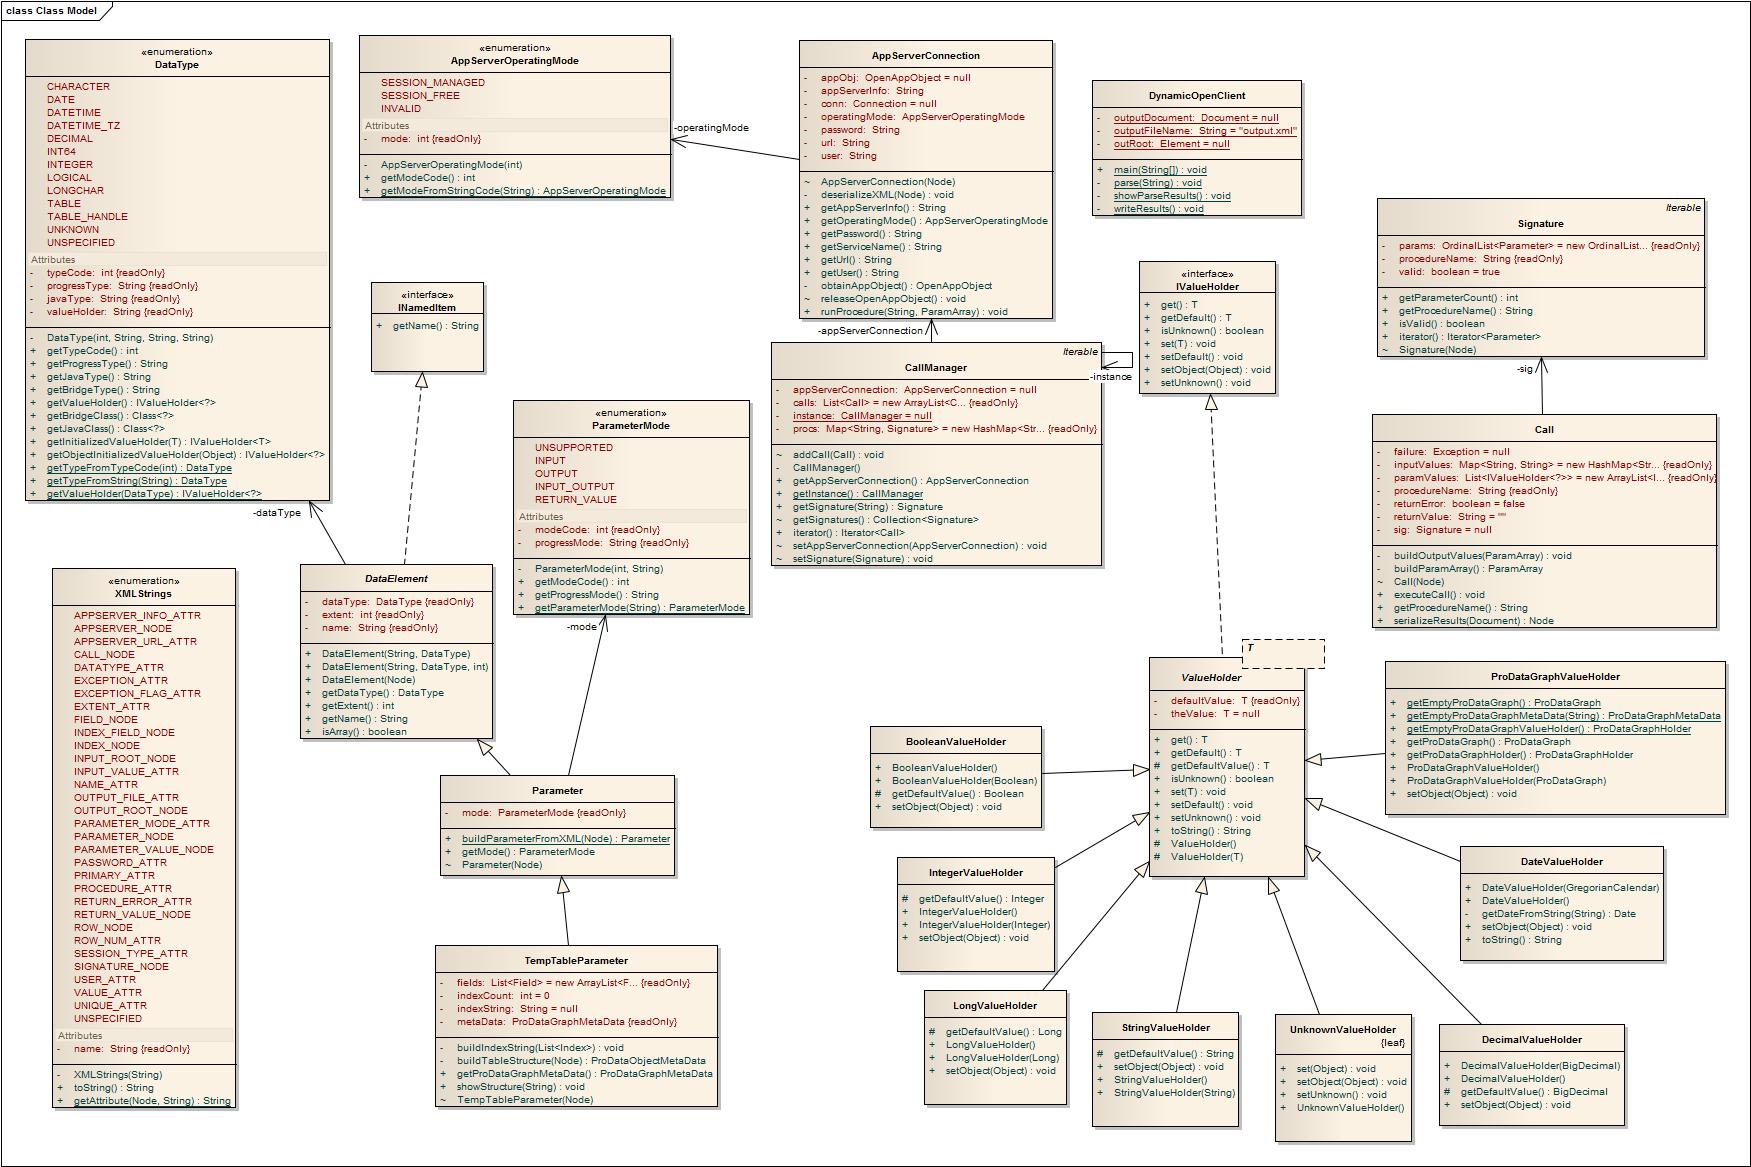 class Class Model
«enumeration»
DataType
CHARACTER
DATE
DATETIME
DATETIME_TZ
DECIMAL
INT64
INTEGER
LOGICAL
LONGCHAR
TABLE
TABLE_HANDLE
UNKNOWN
UNSPECIFIED
Attributes
- typeCode: int {readOnly}
- progressType: String {readOnly}
- javaType: String {readOnly}
- valueHolder: String {readOnly}
- DataType(int, String, String, String)
+ getTypeCode() : int
+ getProgressType() : String
+ getJavaType() : String
+ getBridgeType() : String
+ getValueHolder() : IValueHolder<?>
+ getBridgeClass() : Class<?>
+ getJavaClass() : Class<?>
+ getInitializedValueHolder(T) : IValueHolder<T>
+ getObjectInitializedValueHolder(Object) : IValueHolder<?>
+ getTypeFromTypeCode(int) : DataType
+ getTypeFromString(String) : DataType
+ getValueHolder(DataType) : IValueHolder<?>
-dataType
«enumeration»
AppServerOperatingMode
SESSION_MANAGED
SESSION_FREE
INVALID
Attributes
- mode: int {readOnly}
- AppServerOperatingMode(int)
+ getModeCode() : int
+ getModeFromStringCode(String) : AppServerOperatingMode
-operatingMode
AppServerConnection
- appObj: OpenAppObject = null
- appServerInfo: String
- conn: Connection = null
- operatingMode: AppServerOperatingMode
- password: String
- url: String
- user: String
~ AppServerConnection(Node)
- deserializeXML(Node) : void
+ getAppServerInfo() : String
+ getOperatingMode() : AppServerOperatingMode
+ getPassword() : String
+ getServiceName() : String
+ getUrl() : String
+ getUser() : String
- obtainAppObject() : OpenAppObject
~ releaseOpenAppObject() : void
+ runProcedure(String, ParamArray) : void
-appServerConnection
DynamicOpenClient
- outputDocument: Document = null
- outputFileName: String = "output.xml"
- outRoot: Element = null
+ main(String[]) : void
- parse(String) : void
- showParseResults() : void
- writeResults() : void
Iterable
Signature
- params: OrdinalList<Parameter> = new OrdinalList... {readOnly}
- procedureName: String {readOnly}
- valid: boolean = true
+ getParameterCount() : int
+ getProcedureName() : String
+ isValid() : boolean
+ iterator() : Iterator<Parameter>
~ Signature(Node)
-sig
«interface»
INamedItem
+ getName() : String
«interface»
IValueHolder
+ get() : T
+ getDefault() : T
+ isUnknown() : boolean
+ set(T) : void
+ setDefault() : void
+ setObject(Object) : void
+ setUnknown() : void
Iterable
CallManager
-instance
- appServerConnection: AppServerConnection = null
- calls: List<Call> = new ArrayList<C... {readOnly}
- instance: CallManager = null
- procs: Map<String, Signature> = new HashMap<Str... {readOnly}
~ addCall(Call) : void
- CallManager()
+ getAppServerConnection() : AppServerConnection
+ getInstance() : CallManager
+ getSignature(String) : Signature
~ getSignatures() : Collection<Signature>
+ iterator() : Iterator<Call>
~ setAppServerConnection(AppServerConnection) : void
~ setSignature(Signature) : void
«enumeration»
ParameterMode
UNSUPPORTED
INPUT
OUTPUT
INPUT_OUTPUT
RETURN_VALUE
Attributes
- modeCode: int {readOnly}
- progressMode: String {readOnly}
- ParameterMode(int, String)
+ getModeCode() : int
+ getProgressMode() : String
+ getParameterMode(String) : ParameterMode
-mode
Call
- failure: Exception = null
- inputValues: Map<String, String> = new HashMap<Str... {readOnly}
- paramValues: List<IValueHolder<?>> = new ArrayList<I... {readOnly}
- procedureName: String {readOnly}
- returnError: boolean = false
- returnValue: String = ""
- sig: Signature = null
- buildOutputValues(ParamArray) : void
- buildParamArray() : ParamArray
~ Call(Node)
+ executeCall() : void
+ getProcedureName() : String
~ serializeResults(Document) : Node
«enumeration»
XMLStrings
APPSERVER_INFO_ATTR
APPSERVER_NODE
APPSERVER_URL_ATTR
CALL_NODE
DATATYPE_ATTR
EXCEPTION_ATTR
EXCEPTION_FLAG_ATTR
EXTENT_ATTR
FIELD_NODE
INDEX_FIELD_NODE
INDEX_NODE
INPUT_ROOT_NODE
INPUT_VALUE_ATTR
NAME_ATTR
OUTPUT_FILE_ATTR
OUTPUT_ROOT_NODE
PARAMETER_MODE_ATTR
PARAMETER_NODE
PARAMETER_VALUE_NODE
PASSWORD_ATTR
PRIMARY_ATTR
PROCEDURE_ATTR
RETURN_ERROR_ATTR
RETURN_VALUE_NODE
ROW_NODE
ROW_NUM_ATTR
SESSION_TYPE_ATTR
SIGNATURE_NODE
USER_ATTR
VALUE_ATTR
UNIQUE_ATTR
UNSPECIFIED
Attributes
- name: String {readOnly}
- XMLStrings(String)
+ toString() : String
+ getAttribute(Node, String) : String
DataElement
- dataType: DataType {readOnly}
- extent: int {readOnly}
- name: String {readOnly}
+ DataElement(String, DataType)
+ DataElement(String, DataType, int)
+ DataElement(Node)
+ getDataType() : DataType
+ getExtent() : int
+ getName() : String
+ isArray() : boolean
Parameter
- mode: ParameterMode {readOnly}
+ buildParameterFromXML(Node) : Parameter
+ getMode() : ParameterMode
~ Parameter(Node)
TempTableParameter
- fields: List<Field> = new ArrayList<F... {readOnly}
- indexCount: int = 0
- indexString: String = null
- metaData: ProDataGraphMetaData {readOnly}
- buildIndexString(List<Index>) : void
- buildTableStructure(Node) : ProDataObjectMetaData
+ getProDataGraphMetaData() : ProDataGraphMetaData
+ showStructure(String) : void
~ TempTableParameter(Node)
T
ValueHolder
- defaultValue: T {readOnly}
- theValue: T = null
+ get() : T
+ getDefault() : T
# getDefaultValue() : T
+ isUnknown() : boolean
+ set(T) : void
+ setDefault() : void
+ setUnknown() : void
+ toString() : String
# ValueHolder()
# ValueHolder(T)
ProDataGraphValueHolder
+ getEmptyProDataGraph() : ProDataGraph
+ getEmptyProDataGraphMetaData(String) : ProDataGraphMetaData
+ getEmptyProDataGraphValueHolder() : ProDataGraphHolder
+ getProDataGraph() : ProDataGraph
+ getProDataGraphHolder() : ProDataGraphHolder
+ ProDataGraphValueHolder()
+ ProDataGraphValueHolder(ProDataGraph)
+ setObject(Object) : void
BooleanValueHolder
+ BooleanValueHolder()
+ BooleanValueHolder(Boolean)
# getDefaultValue() : Boolean
+ setObject(Object) : void
IntegerValueHolder
# getDefaultValue() : Integer
+ IntegerValueHolder()
+ IntegerValueHolder(Integer)
+ setObject(Object) : void
DateValueHolder
+ DateValueHolder(GregorianCalendar)
+ DateValueHolder()
- getDateFromString(String) : Date
+ setObject(Object) : void
+ toString() : String
LongValueHolder
# getDefaultValue() : Long
+ LongValueHolder()
+ LongValueHolder(Long)
+ setObject(Object) : void
StringValueHolder
# getDefaultValue() : String
+ setObject(Object) : void
+ StringValueHolder()
+ StringValueHolder(String)
UnknownValueHolder
{leaf}
+ set(Object) : void
+ setObject(Object) : void
+ setUnknown() : void
+ UnknownValueHolder()
DecimalValueHolder
+ DecimalValueHolder(BigDecimal)
+ DecimalValueHolder()
# getDefaultValue() : BigDecimal
+ setObject(Object) : void